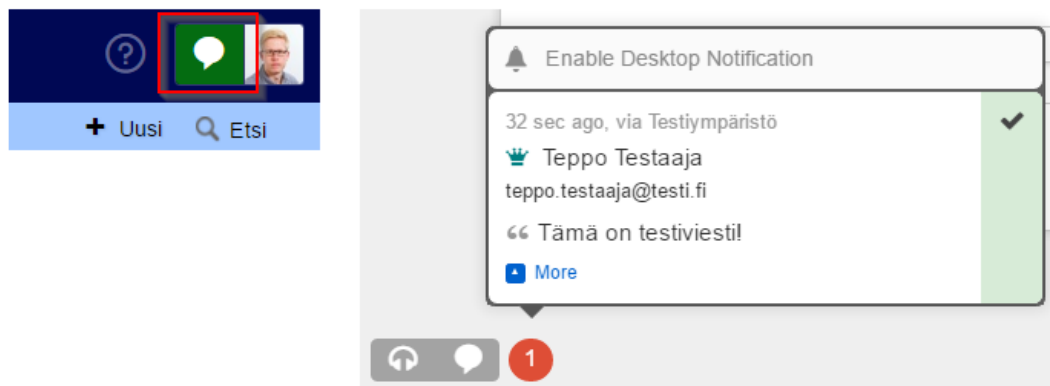 ?
+ Uusi Etsi
Enable Desktop Notification
32 sec ago, via Testiympäristö
Teppo Testaaja
teppo.testaaja@testi.fi
“ Tämä on testiviesti!
More
1